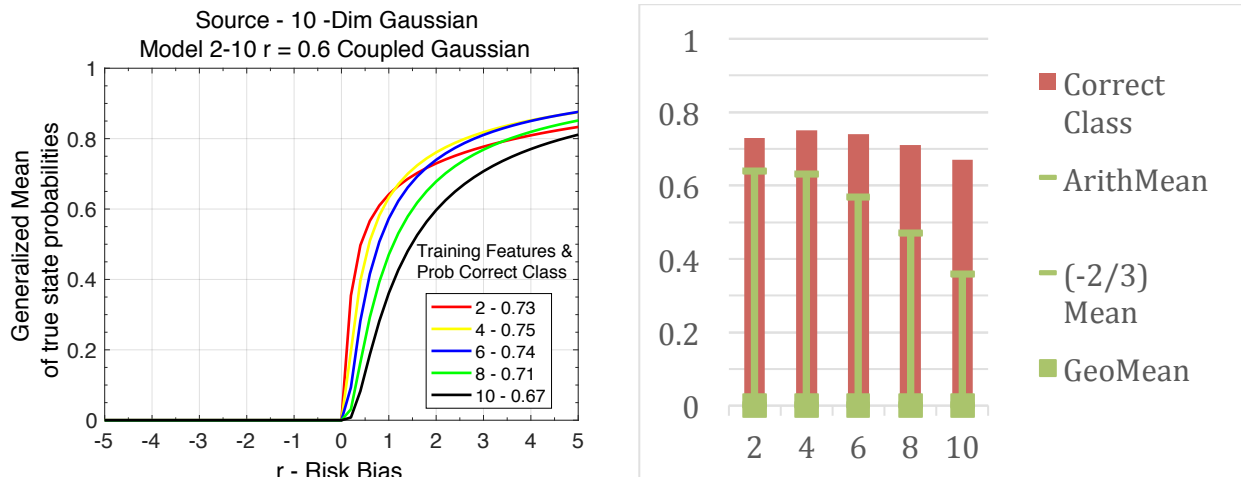 Source - 10 -Dim Gaussian
Model 2-10 r = 0.6 Coupled Gaussian
Generalized Mean
of true state probabilities
1
0.8
0.6
0.4
0.2
0
-5 -4 -3 -2 -1 0 1 2 3 4 5
r - Risk Bias
Training Features &
Prob Correct Class
2 - 0.73
4 - 0.75
6 - 0.74
8 - 0.71
10 - 0.67
1
0.8
0.6
0.4
0.2
0
2 4 6 8 10
Correct
Class
ArithMean
(-2/3)
Mean
GeoMean